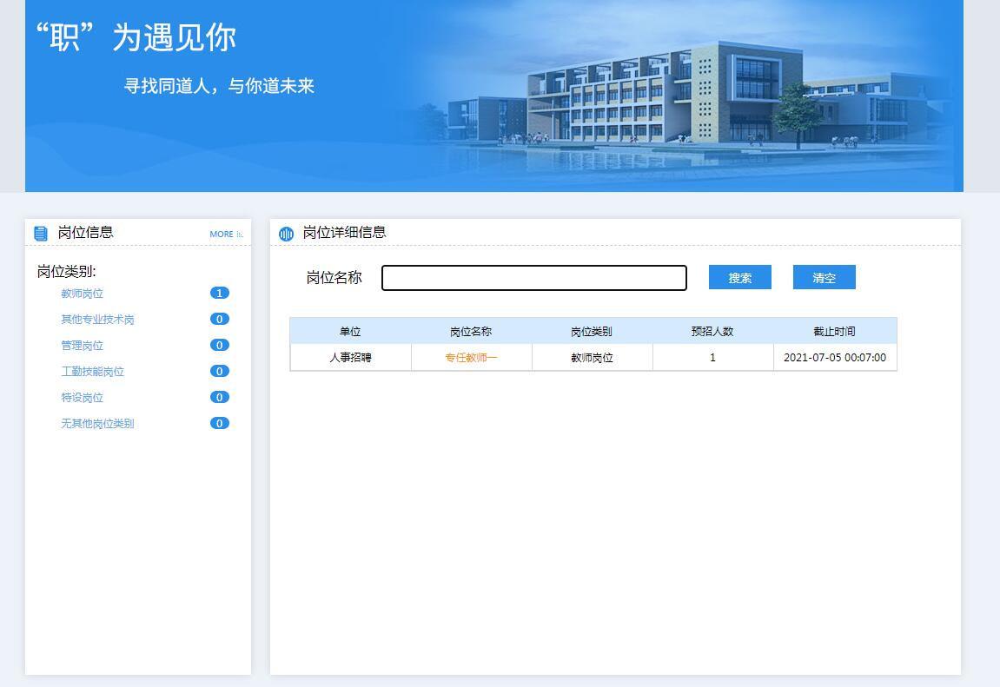 “职”为遇见你
寻找同道人，与你道未来
岗位信息
MORE
岗位类别:
教师岗位 1
其他专业技术岗 0
管理岗位 0
工勤技能岗位 0
特设岗位 0
无其他岗位类别 0
岗位详细信息
岗位名称 搜索 清空
单位 岗位名称 岗位类别 预招人数 截止时间
人事招聘 专任教师一 教师岗位 1 2021-07-05 00:07:00